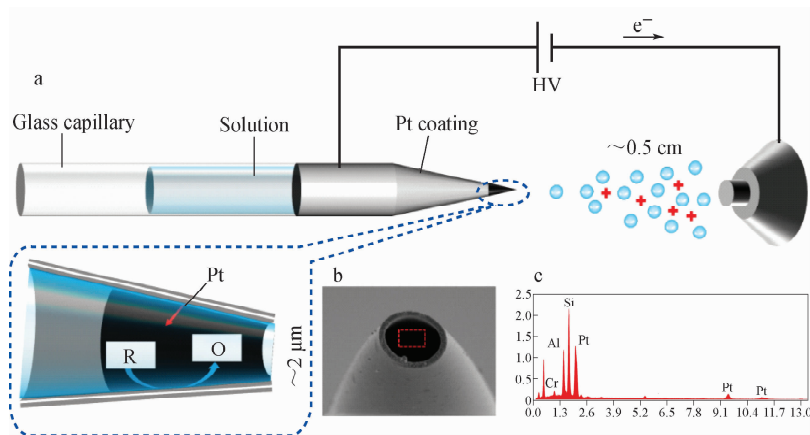 a
e⁻
HV
Glass capillary
Solution
Pt coating
~0.5 cm
Pt
R
O
~2 μm
b
c
2.5
2.0
1.5
1.0
0.5
0
Si
Al
Pt
Cr
Pt
Pt
0.0 1.3 2.6 3.9 5.2 6.5 7.8 9.1 10.4 11.7 13.0